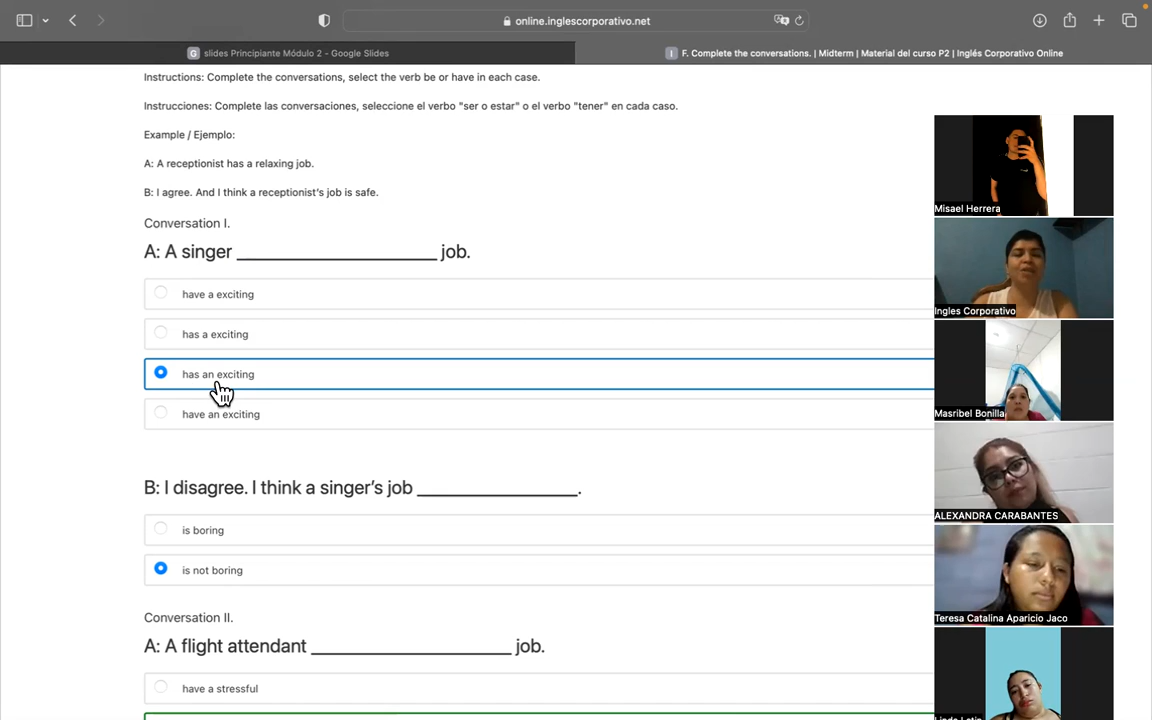 online.inglescorporativo.net
slides Principiante Módulo 2 - Google Slides
F. Complete the conversations. | Midterm | Material del curso P2 | Inglés Corporativo Online
Instructions: Complete the conversations, select the verb be or have in each case.
Instrucciones: Complete las conversaciones, seleccione el verbo "ser o estar" o el verbo "tener" en cada caso.
Example / Ejemplo:
A: A receptionist has a relaxing job.
B: I agree. And I think a receptionist's job is safe.
Conversation I.
A: A singer ____________________ job.
have a exciting
has a exciting
has an exciting
have an exciting
B: I disagree. I think a singer's job ________________.
is boring
is not boring
Conversation II.
A: A flight attendant ____________________ job.
have a stressful
Misael Herrera
Ingles Corporativo
Masribel Bonilla
ALEXANDRA CARABANTES
Teresa Catalina Aparicio Jaco